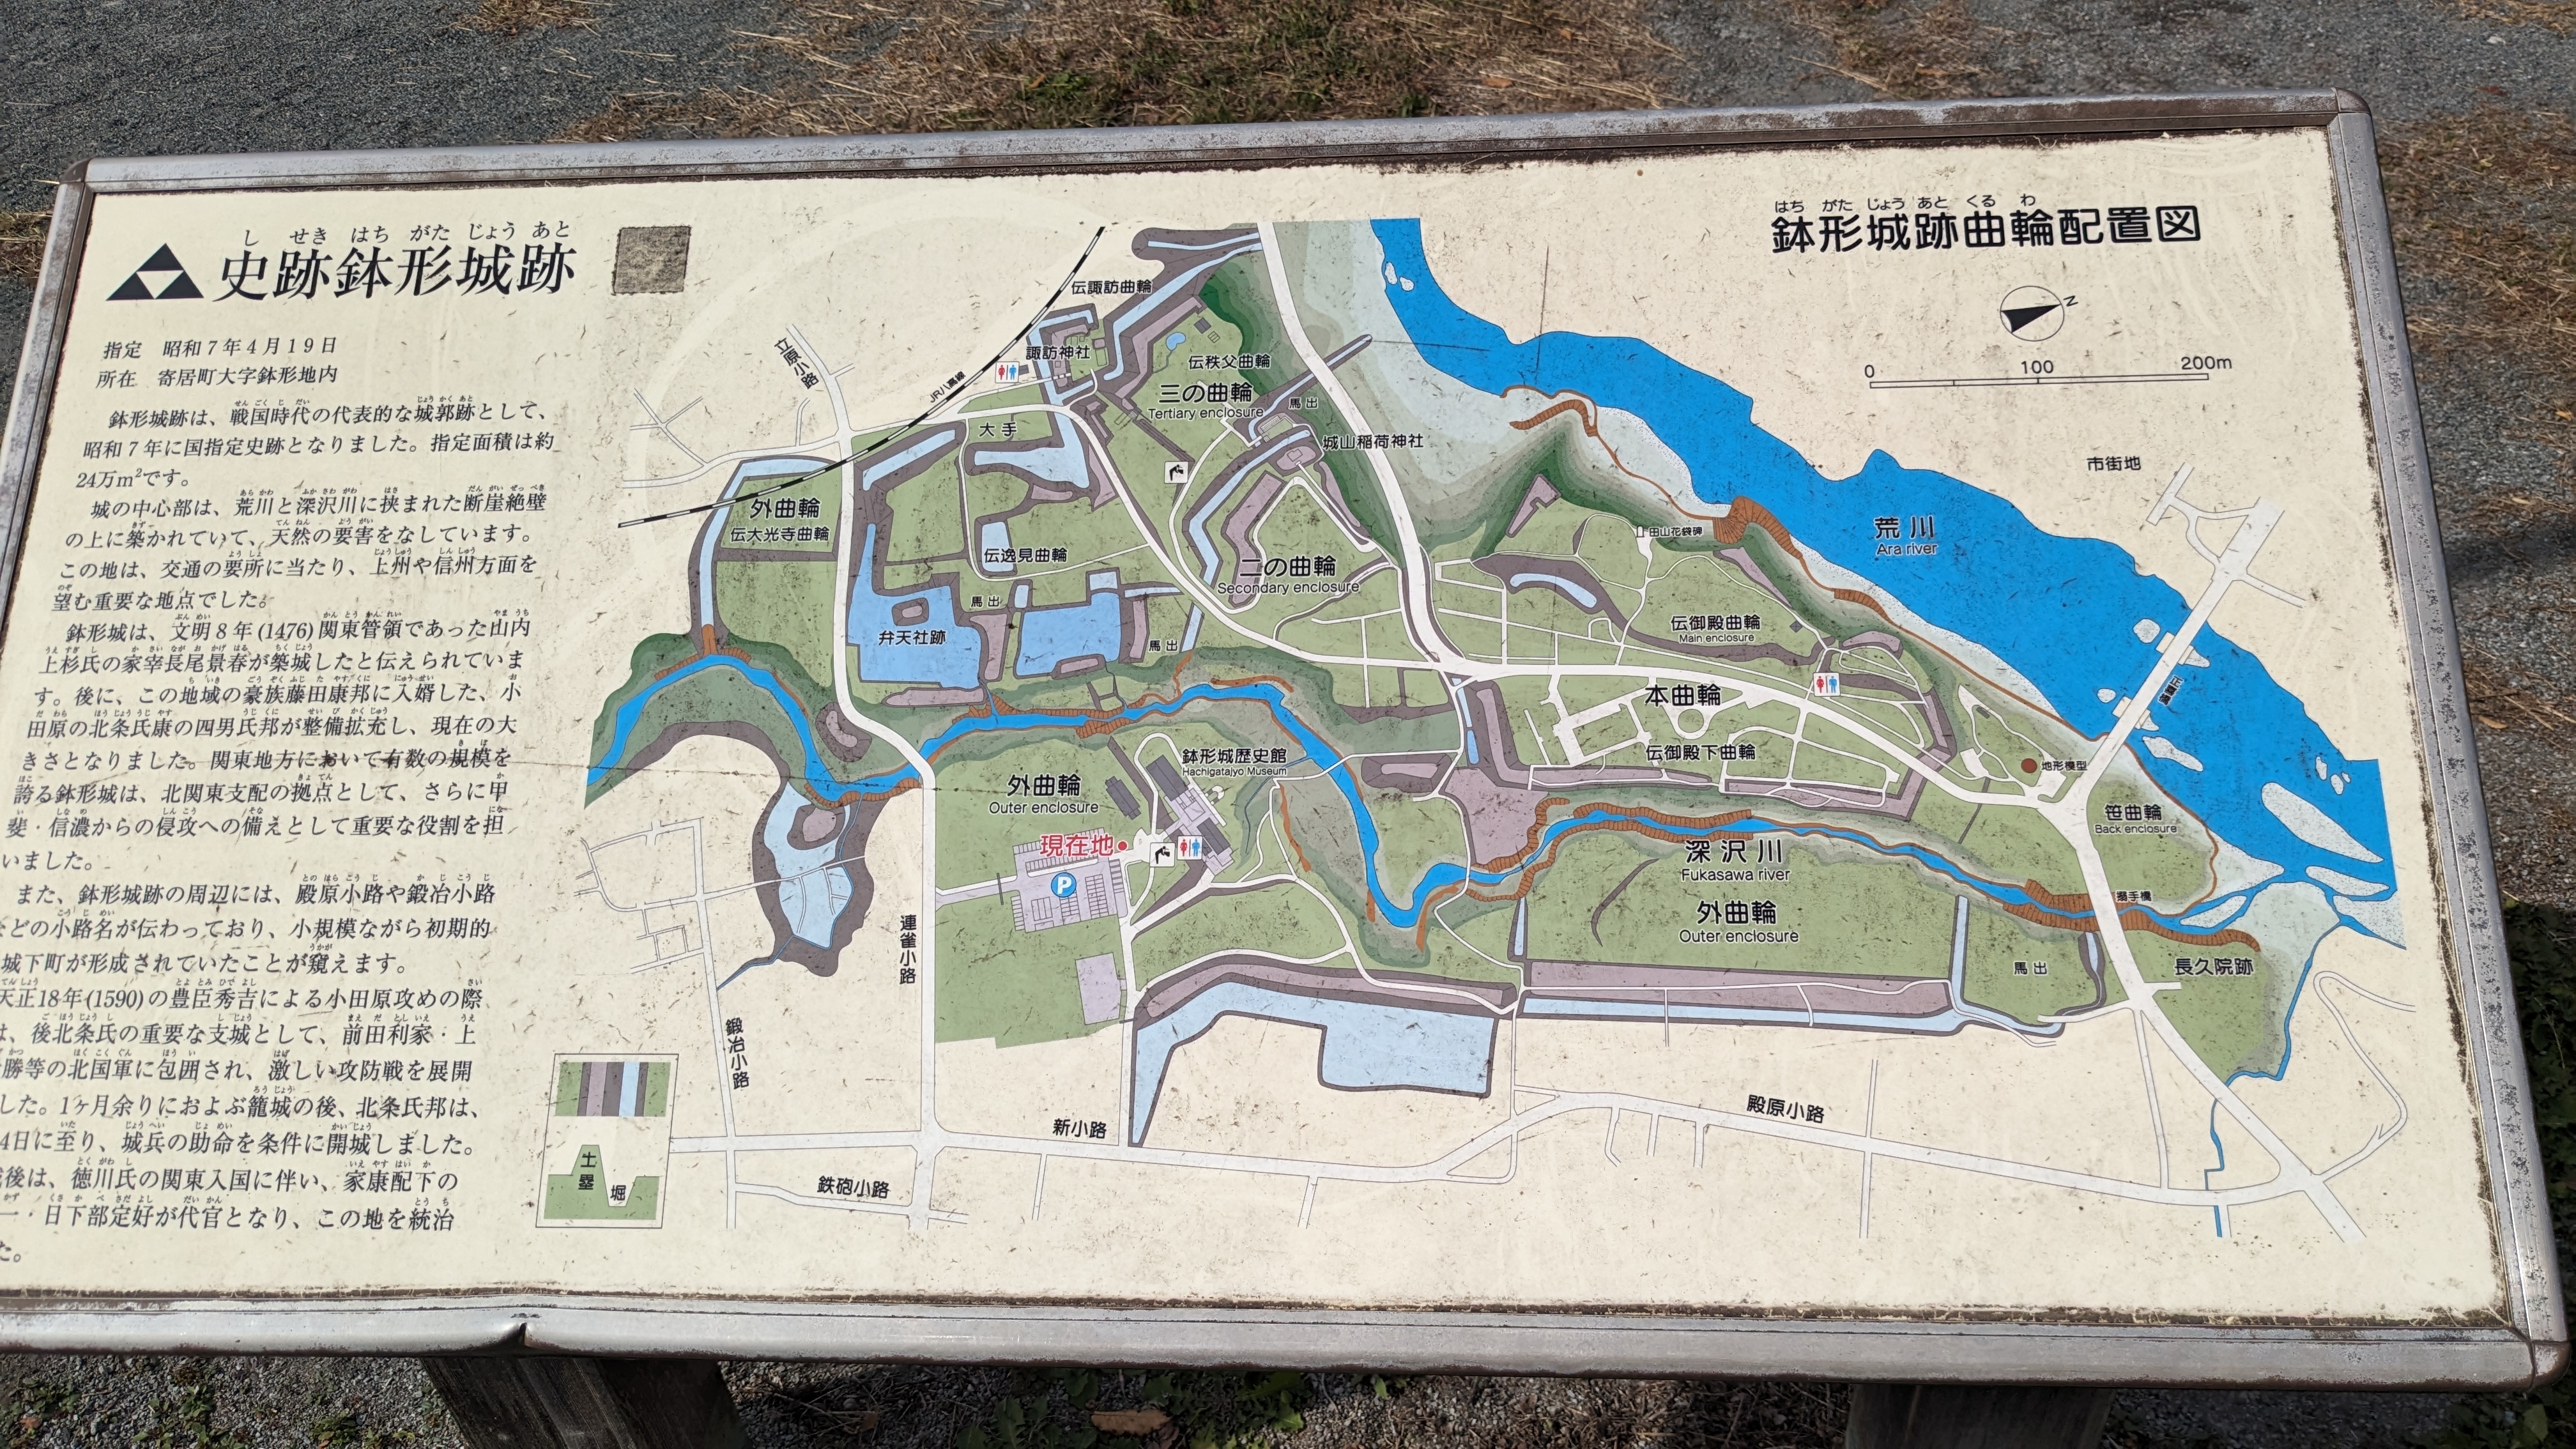 史跡鉢形城跡
し せき はち がた じょう あと
指定 昭和7年4月19日
所在 寄居町大字鉢形地内
鉢形城跡は、戦国時代の代表的な城郭跡として、
昭和7年に国指定史跡となりました。指定面積は約
24万m²です。
城の中心部は、荒川と深沢川に挟まれた断崖絶壁
の上に築かれていて、天然の要害をなしています。
この地は、交通の要所に当たり、上州や信州方面を
望む重要な地点でした。
鉢形城は、文明8年(1476)関東管領であった山内
上杉氏の家宰長尾景春が築城したと伝えられていま
す。後に、この地域の豪族藤田康邦に入婿した、小
田原の北条氏康の四男氏邦が整備拡充し、現在の大
きさとなりました。関東地方において有数の規模を
誇る鉢形城は、北関東支配の拠点として、さらに甲
斐・信濃からの侵攻への備えとして重要な役割を担
いました。
また、鉢形城跡の周辺には、殿原小路や鍛冶小路
などの小路名が伝わっており、小規模ながら初期的
城下町が形成されていたことが窺えます。
天正18年(1590)の豊臣秀吉による小田原攻めの際
は、後北条氏の重要な支城として、前田利家・上
勝等の北国軍に包囲され、激しい攻防戦を展開
した。1ヶ月余りにおよぶ籠城の後、北条氏邦は、
4日に至り、城兵の助命を条件に開城しました。
後は、徳川氏の関東入国に伴い、家康配下の
一・日下部定好が代官となり、この地を統治
た。
鉢形城跡曲輪配置図
はち がた じょう あと くる わ
N
0 100 200m
伝諏訪曲輪
立原小路
諏訪神社
JR八高線
伝秩父曲輪
三の曲輪
Tertiary enclosure
馬出
大手
城山稲荷神社
市街地
外曲輪
伝大光寺曲輪
伝逸見曲輪
二の曲輪
Secondary enclosure
田山花袋碑
荒川
Ara river
馬出
弁天社跡
馬出
伝御殿曲輪
Main enclosure
本曲輪
正喜橋
伝御殿下曲輪
地形模型
鉢形城歴史館
Hachigatajyo Museum
外曲輪
Outer enclosure
笹曲輪
Back enclosure
現在地
P
深沢川
Fukasawa river
搦手橋
外曲輪
Outer enclosure
連雀小路
馬出
長久院跡
鍛冶小路
新小路
殿原小路
鉄砲小路
土塁
堀